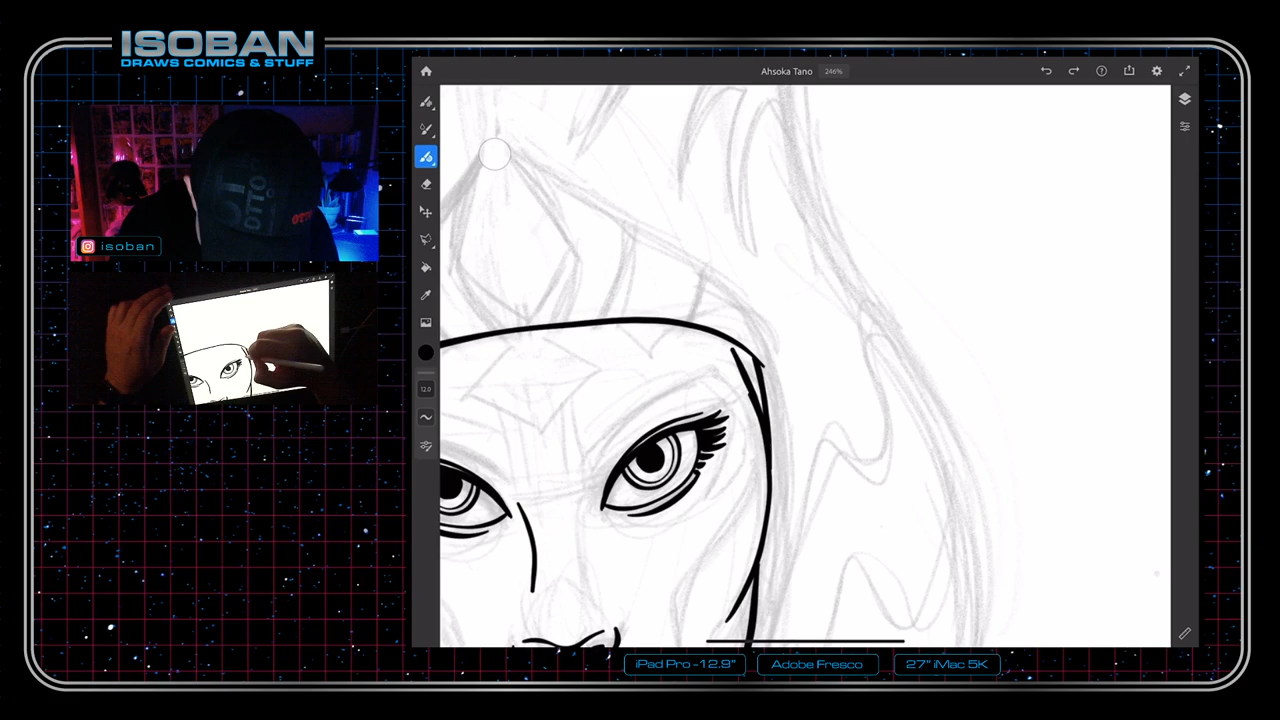 ISOBAN
DRAWS COMICS & STUFF
Ahsoka Tano
246%
OTTO
isoban
12.0
iPad Pro -12.9"
Adobe Fresco
27" iMac 5K